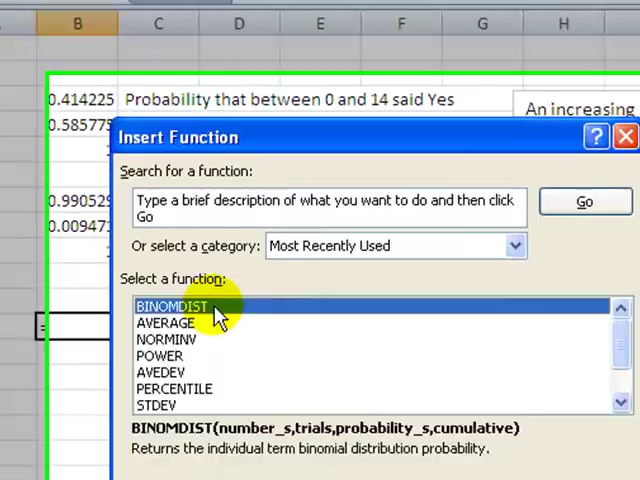 B C D E F G H
0.414225 Probability that between 0 and 14 said Yes
An increasing
0.585775
Insert Function
Search for a function:
Type a brief description of what you want to do and then click
Go
Go
Or select a category: Most Recently Used
0.990529
0.00947
Select a function:
BINOMDIST
=
AVERAGE
NORMINV
POWER
AVEDEV
PERCENTILE
STDEV
BINOMDIST(number_s,trials,probability_s,cumulative)
Returns the individual term binomial distribution probability.